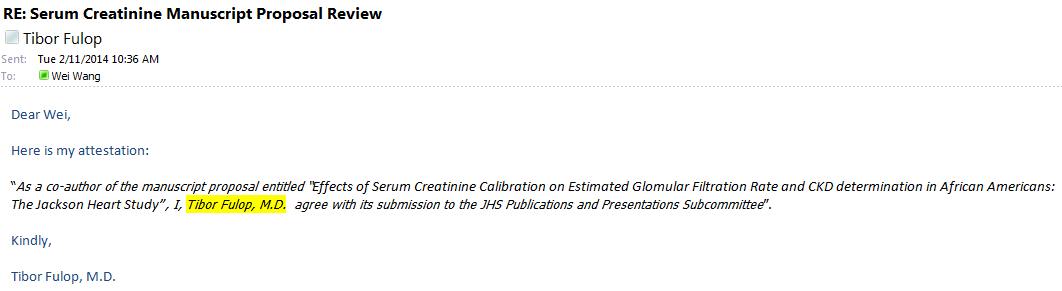 RE: Serum Creatinine Manuscript Proposal Review
Tibor Fulop
Sent: Tue 2/11/2014 10:36 AM
To: Wei Wang
Dear Wei,
Here is my attestation:
“As a co-author of the manuscript proposal entitled “Effects of Serum Creatinine Calibration on Estimated Glomular Filtration Rate and CKD determination in African Americans:
The Jackson Heart Study”, I, Tibor Fulop, M.D. agree with its submission to the JHS Publications and Presentations Subcommittee”.
Kindly,
Tibor Fulop, M.D.